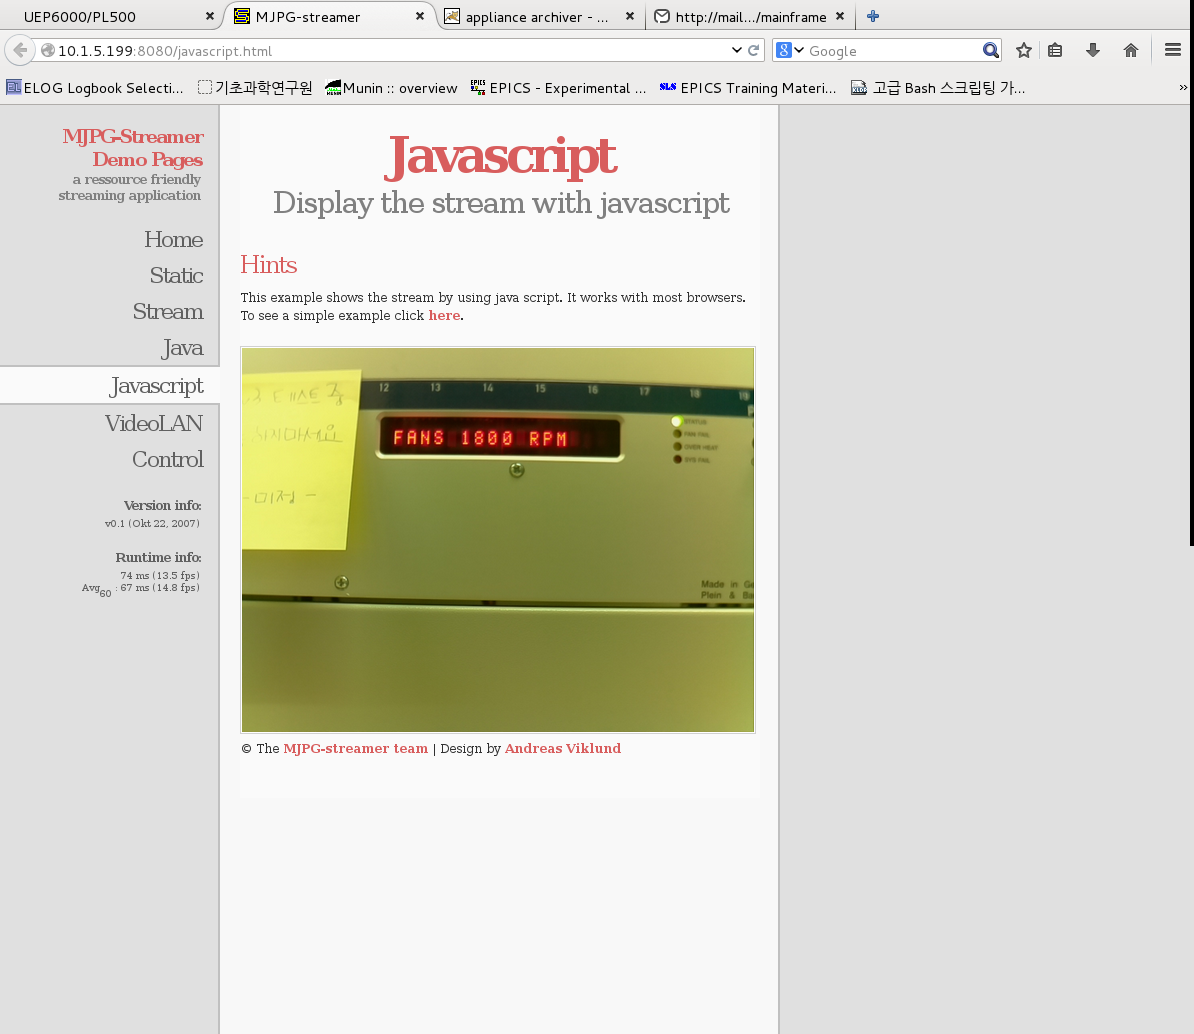 UEP6000/PL500
MJPG-streamer
appliance archiver - ...
http://mail.../mainframe
10.1.5.199:8080/javascript.html
Google
ELOG Logbook Selecti...
기초과학연구원
Munin :: overview
EPICS - Experimental ...
EPICS Training Materi...
고급 Bash 스크립팅 가...
MJPG-Streamer
Demo Pages
a ressource friendly
streaming application
Home
Static
Stream
Java
Javascript
VideoLAN
Control
Version info:
v0.1 (Okt 22, 2007)
Runtime info:
74 ms (13.5 fps)
Avg60 : 67 ms (14.8 fps)
Javascript
Display the stream with javascript
Hints
This example shows the stream by using java script. It works with most browsers.
To see a simple example click here.
12 13 14 15 16 17 18 19
FANS 1800 RPM
STATUS
FAN FAIL
OVER HEAT
SYS FAIL
-미정-
Made in Ge
Plein & Ba
© The MJPG-streamer team | Design by Andreas Viklund